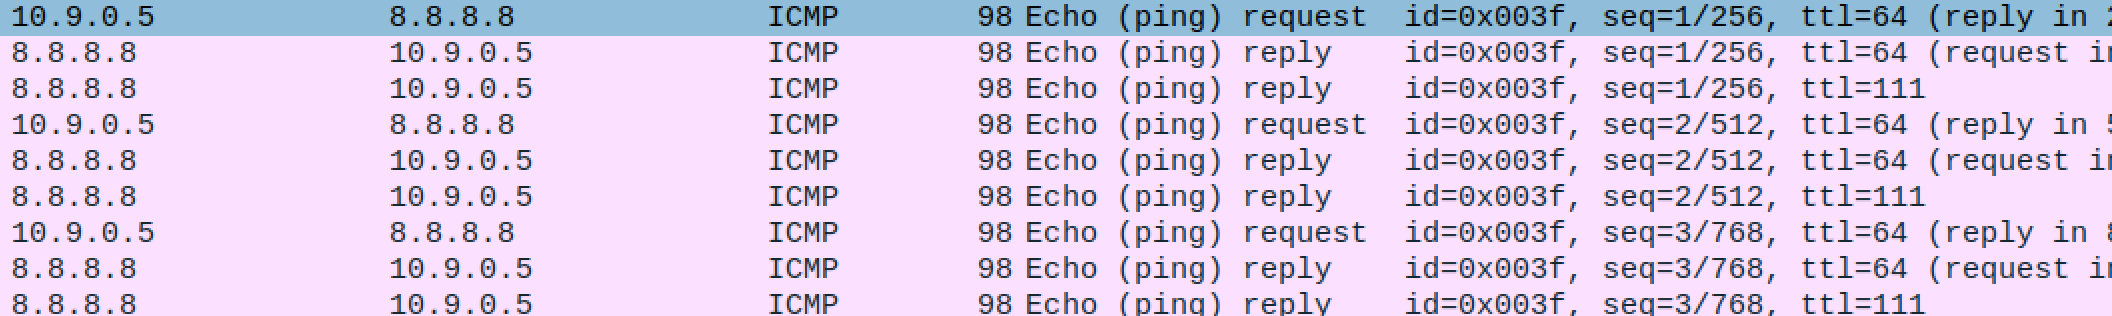 10.9.0.5 8.8.8.8 ICMP 98 Echo (ping) request id=0x003f, seq=1/256, ttl=64 (reply in
8.8.8.8 10.9.0.5 ICMP 98 Echo (ping) reply id=0x003f, seq=1/256, ttl=64 (request in
8.8.8.8 10.9.0.5 ICMP 98 Echo (ping) reply id=0x003f, seq=1/256, ttl=111
10.9.0.5 8.8.8.8 ICMP 98 Echo (ping) request id=0x003f, seq=2/512, ttl=64 (reply in
8.8.8.8 10.9.0.5 ICMP 98 Echo (ping) reply id=0x003f, seq=2/512, ttl=64 (request in
8.8.8.8 10.9.0.5 ICMP 98 Echo (ping) reply id=0x003f, seq=2/512, ttl=111
10.9.0.5 8.8.8.8 ICMP 98 Echo (ping) request id=0x003f, seq=3/768, ttl=64 (reply in
8.8.8.8 10.9.0.5 ICMP 98 Echo (ping) reply id=0x003f, seq=3/768, ttl=64 (request in
8.8.8.8 10.9.0.5 ICMP 98 Echo (ping) reply id=0x003f, seq=3/768, ttl=111